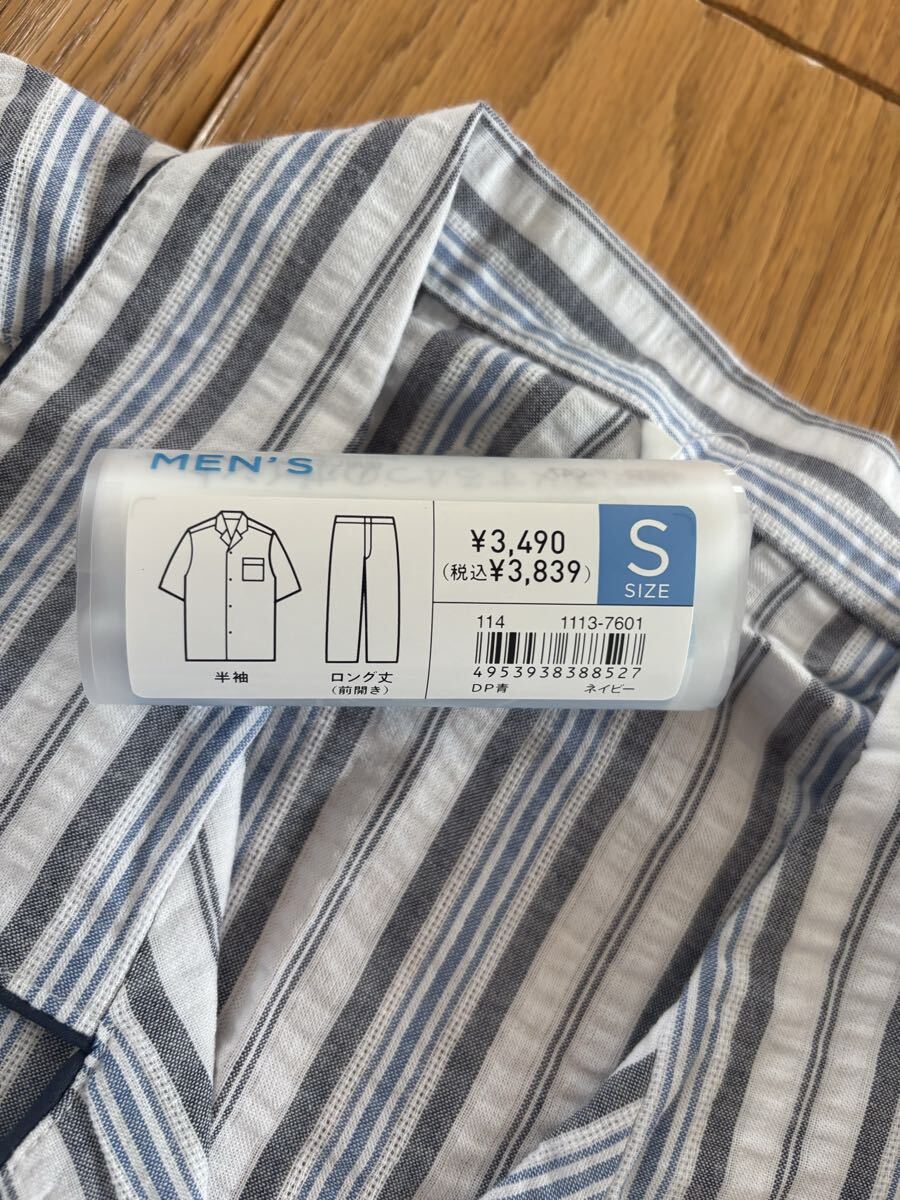 MEN'S
半袖
ロング丈
(前開き)
¥3,490
(税込¥3,839)
S
SIZE
114 1113-7601
4953938388527
DP青 ネイビー